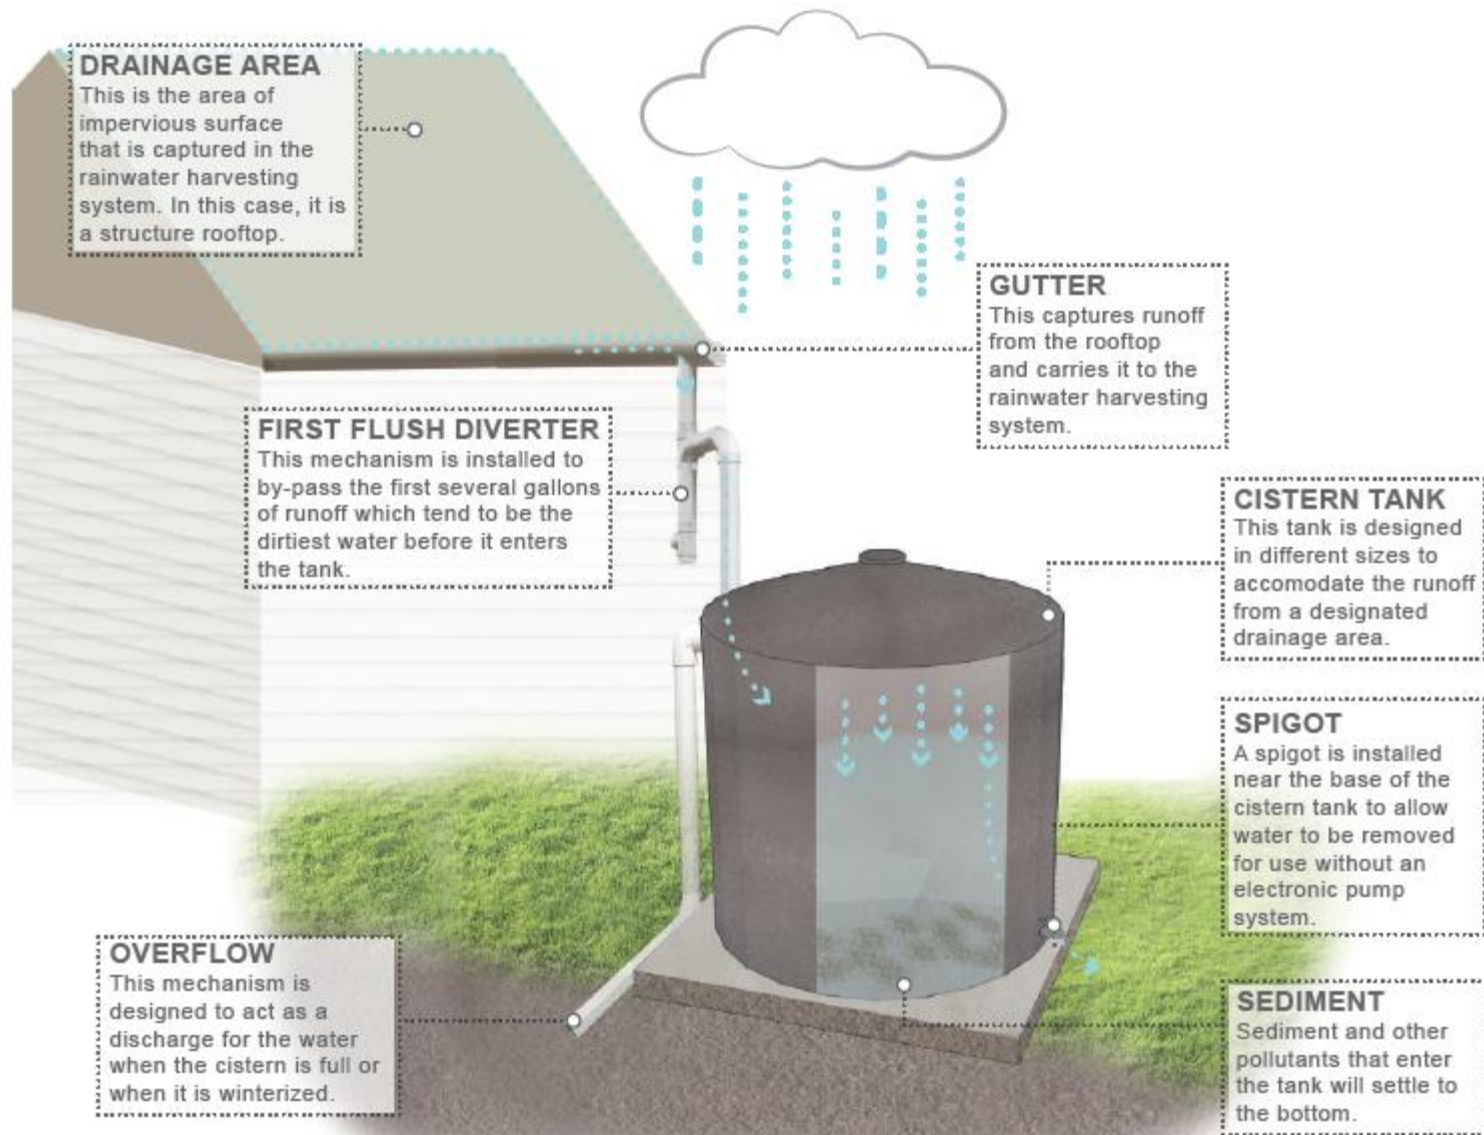 DRAINAGE AREA
This is the area of
impervious surface
that is captured in the
rainwater harvesting
system. In this case, it is
a structure rooftop.
GUTTER
This captures runoff
from the rooftop
and carries it to the
rainwater harvesting
system.
FIRST FLUSH DIVERTER
This mechanism is installed to
by-pass the first several gallons
of runoff which tend to be the
dirtiest water before it enters
the tank.
CISTERN TANK
This tank is designed
in different sizes to
accomodate the runoff
from a designated
drainage area.
SPIGOT
A spigot is installed
near the base of the
cistern tank to allow
water to be removed
for use without an
electronic pump
system.
OVERFLOW
This mechanism is
designed to act as a
discharge for the water
when the cistern is full or
when it is winterized.
SEDIMENT
Sediment and other
pollutants that enter
the tank will settle to
the bottom.